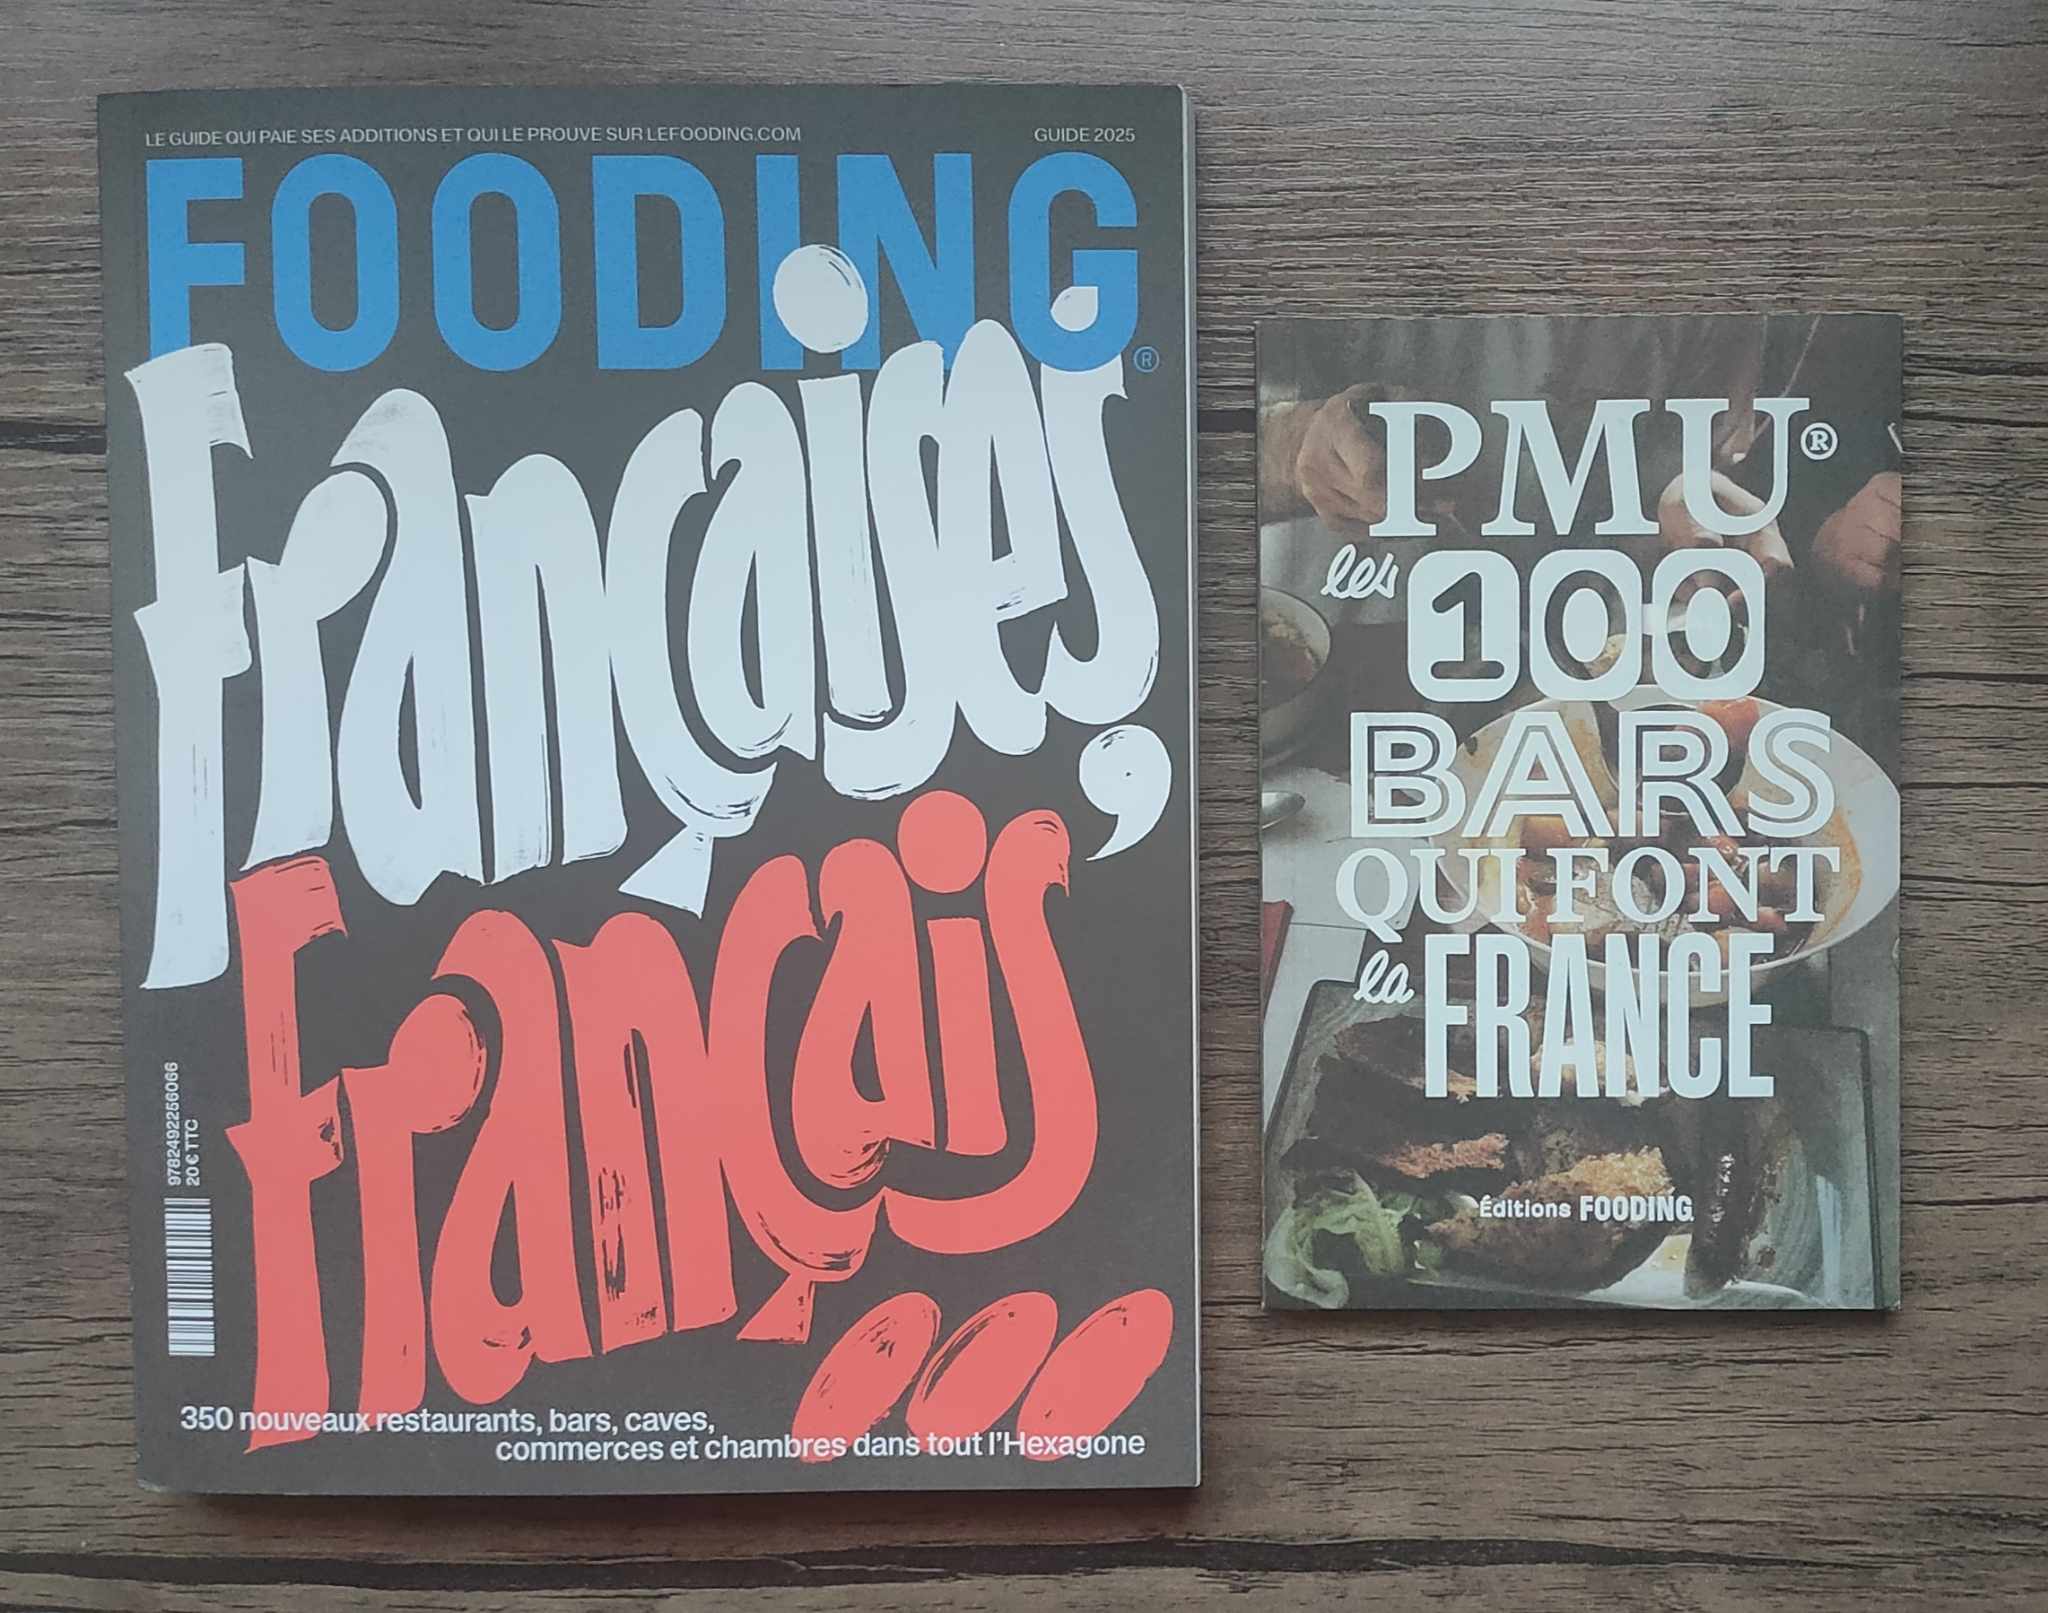 LE GUIDE QUI PAIE SES ADDITIONS ET QUI LE PROUVE SUR LEFOODING.COM
GUIDE 2025
FOODING®
Françaises,
Français...
9782492256066
20 € TTC
350 nouveaux restaurants, bars, caves,
commerces et chambres dans tout l'Hexagone
PMU®
les 100
BARS
QUI FONT
la FRANCE
Éditions FOODING